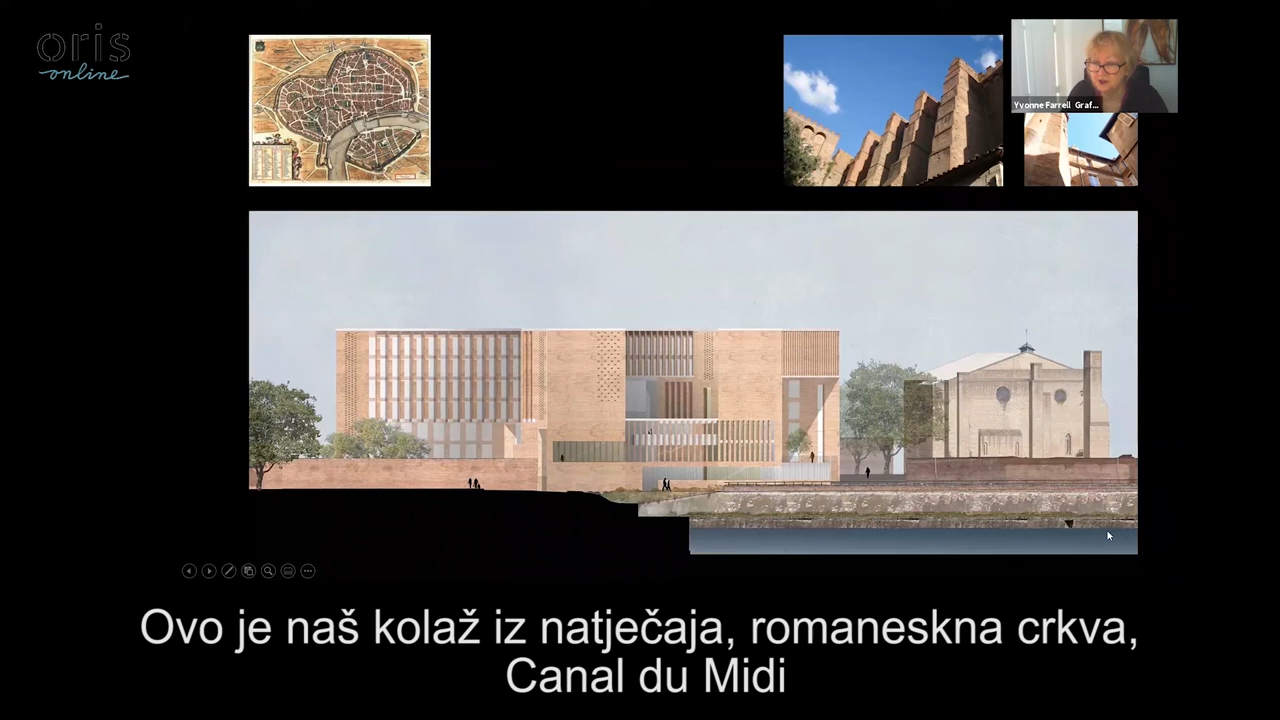 oris
online
Yvonne Farrell Graf...
Ovo je naš kolaž iz natječaja, romaneskna crkva,
Canal du Midi